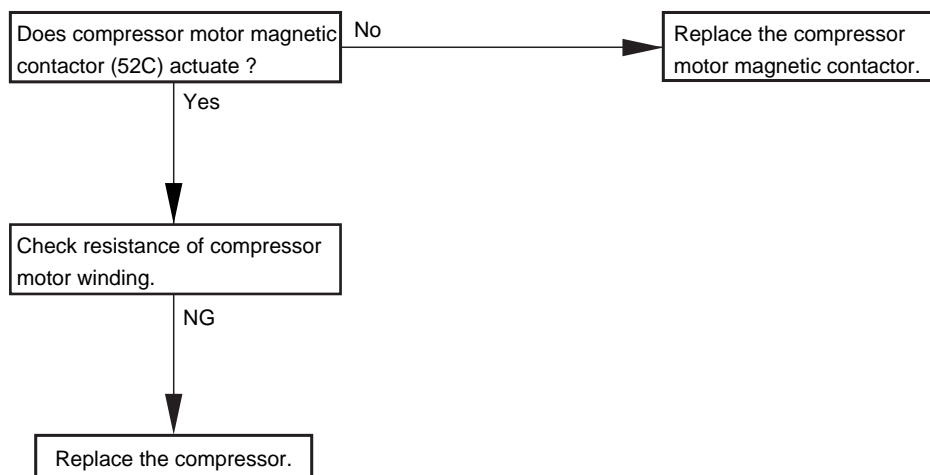 Does compressor motor magnetic
contactor (52C) actuate ?
No
Replace the compressor
motor magnetic contactor.
Yes
Check resistance of compressor
motor winding.
NG
Replace the compressor.